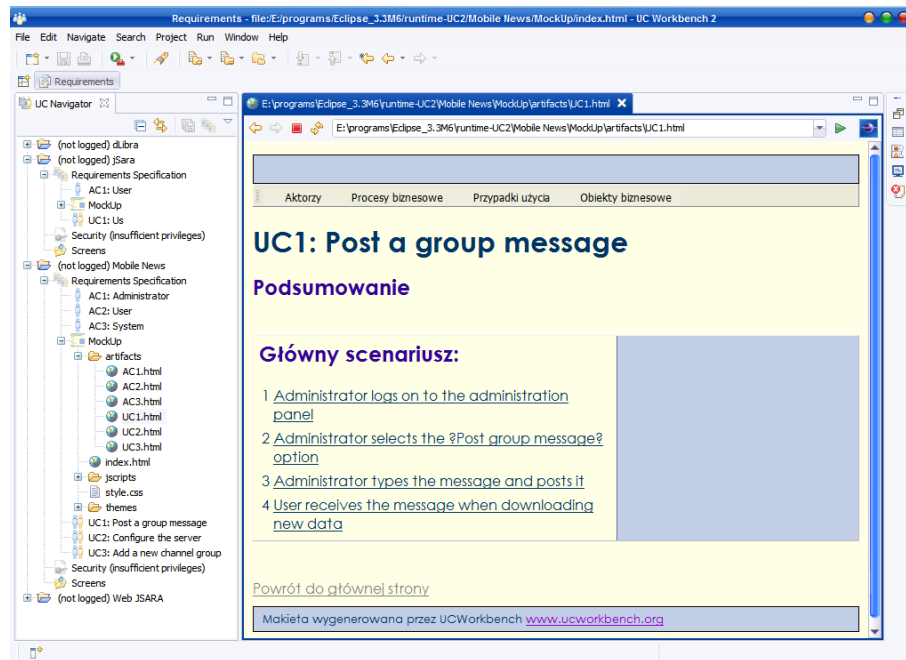 Requirements - file:/E:/programs/Eclipse_3.3M6/runtime-UC2/Mobile News/MockUp/index.html - UC Workbench 2
File Edit Navigate Search Project Run Window Help
Requirements
UC Navigator
(not logged) dLibra
(not logged) jSara
Requirements Specification
AC1: User
MockUp
UC1: Us
Security (insufficient privileges)
Screens
(not logged) Mobile News
Requirements Specification
AC1: Administrator
AC2: User
AC3: System
MockUp
artifacts
AC1.html
AC2.html
AC3.html
UC1.html
UC2.html
UC3.html
index.html
jscripts
style.css
themes
UC1: Post a group message
UC2: Configure the server
UC3: Add a new channel group
Security (insufficient privileges)
Screens
(not logged) Web JSARA
E:\programs\Eclipse_3.3M6\runtime-UC2\Mobile News\MockUp\artifacts\UC1.html
E:\programs\Eclipse_3.3M6\runtime-UC2\Mobile News\MockUp\artifacts\UC1.html
Aktorzy Procesy biznesowe Przypadki użycia Obiekty biznesowe
UC1: Post a group message
Podsumowanie
Główny scenariusz:
1 Administrator logs on to the administration
panel
2 Administrator selects the ?Post group message?
option
3 Administrator types the message and posts it
4 User receives the message when downloading
new data
Powrót do głównej strony
Makieta wygenerowana przez UCWorkbench www.ucworkbench.org